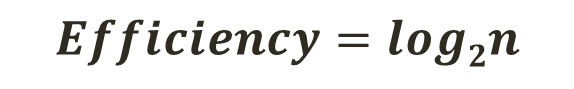 Efficiency = log₂n